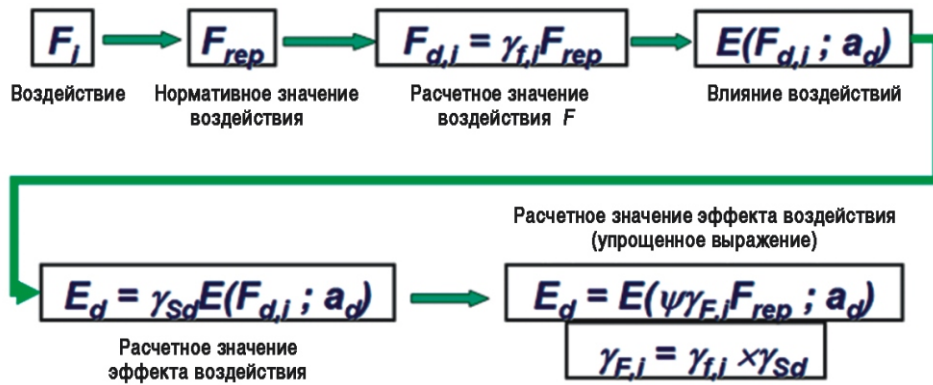 F_i
F_rep
F_d,i = γ_f,i F_rep
E(F_d,i ; a_d)
Воздействие
Нормативное значение
воздействия
Расчетное значение
воздействия F
Влияние воздействий
Расчетное значение эффекта воздействия
(упрощенное выражение)
E_d = γ_Sd E(F_d,i ; a_d)
E_d = E(ψγ_F,i F_rep ; a_d)
Расчетное значение
эффекта воздействия
γ_F,i = γ_f,i × γ_Sd